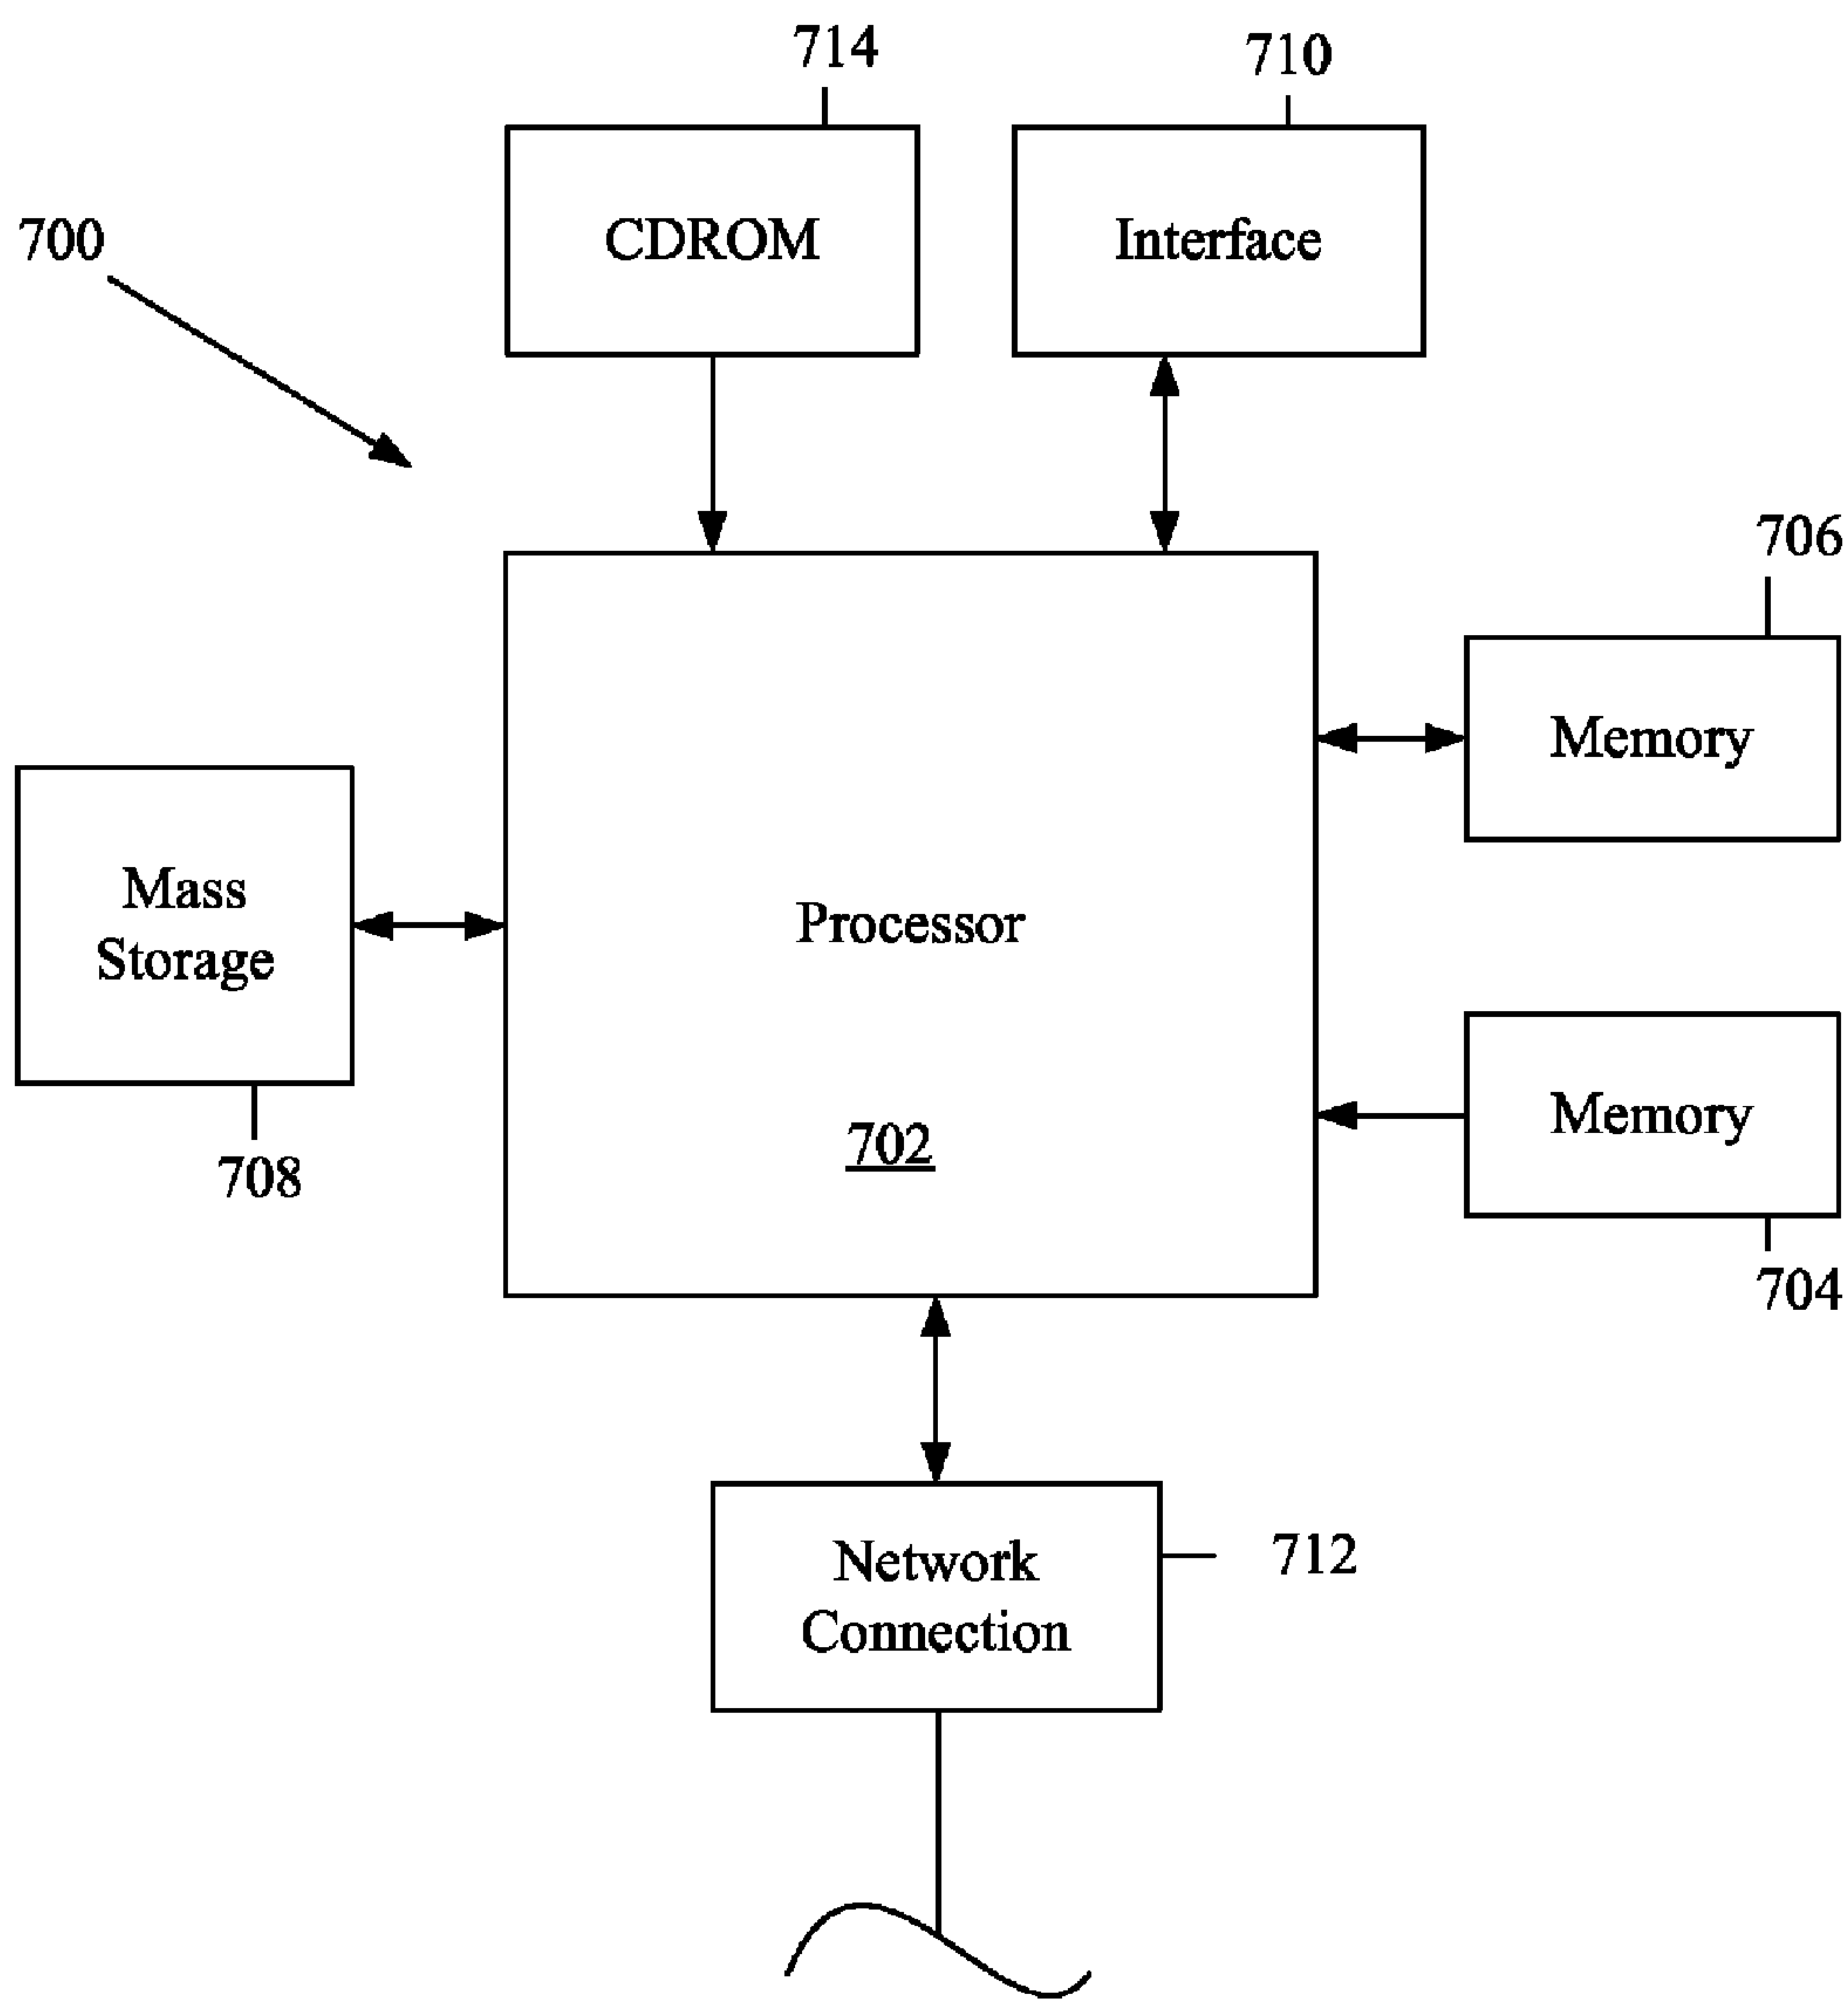 714
710
700
CDROM
Interface
706
Memory
Mass
Storage
Processor
Memory
702
708
704
Network
Connection
712